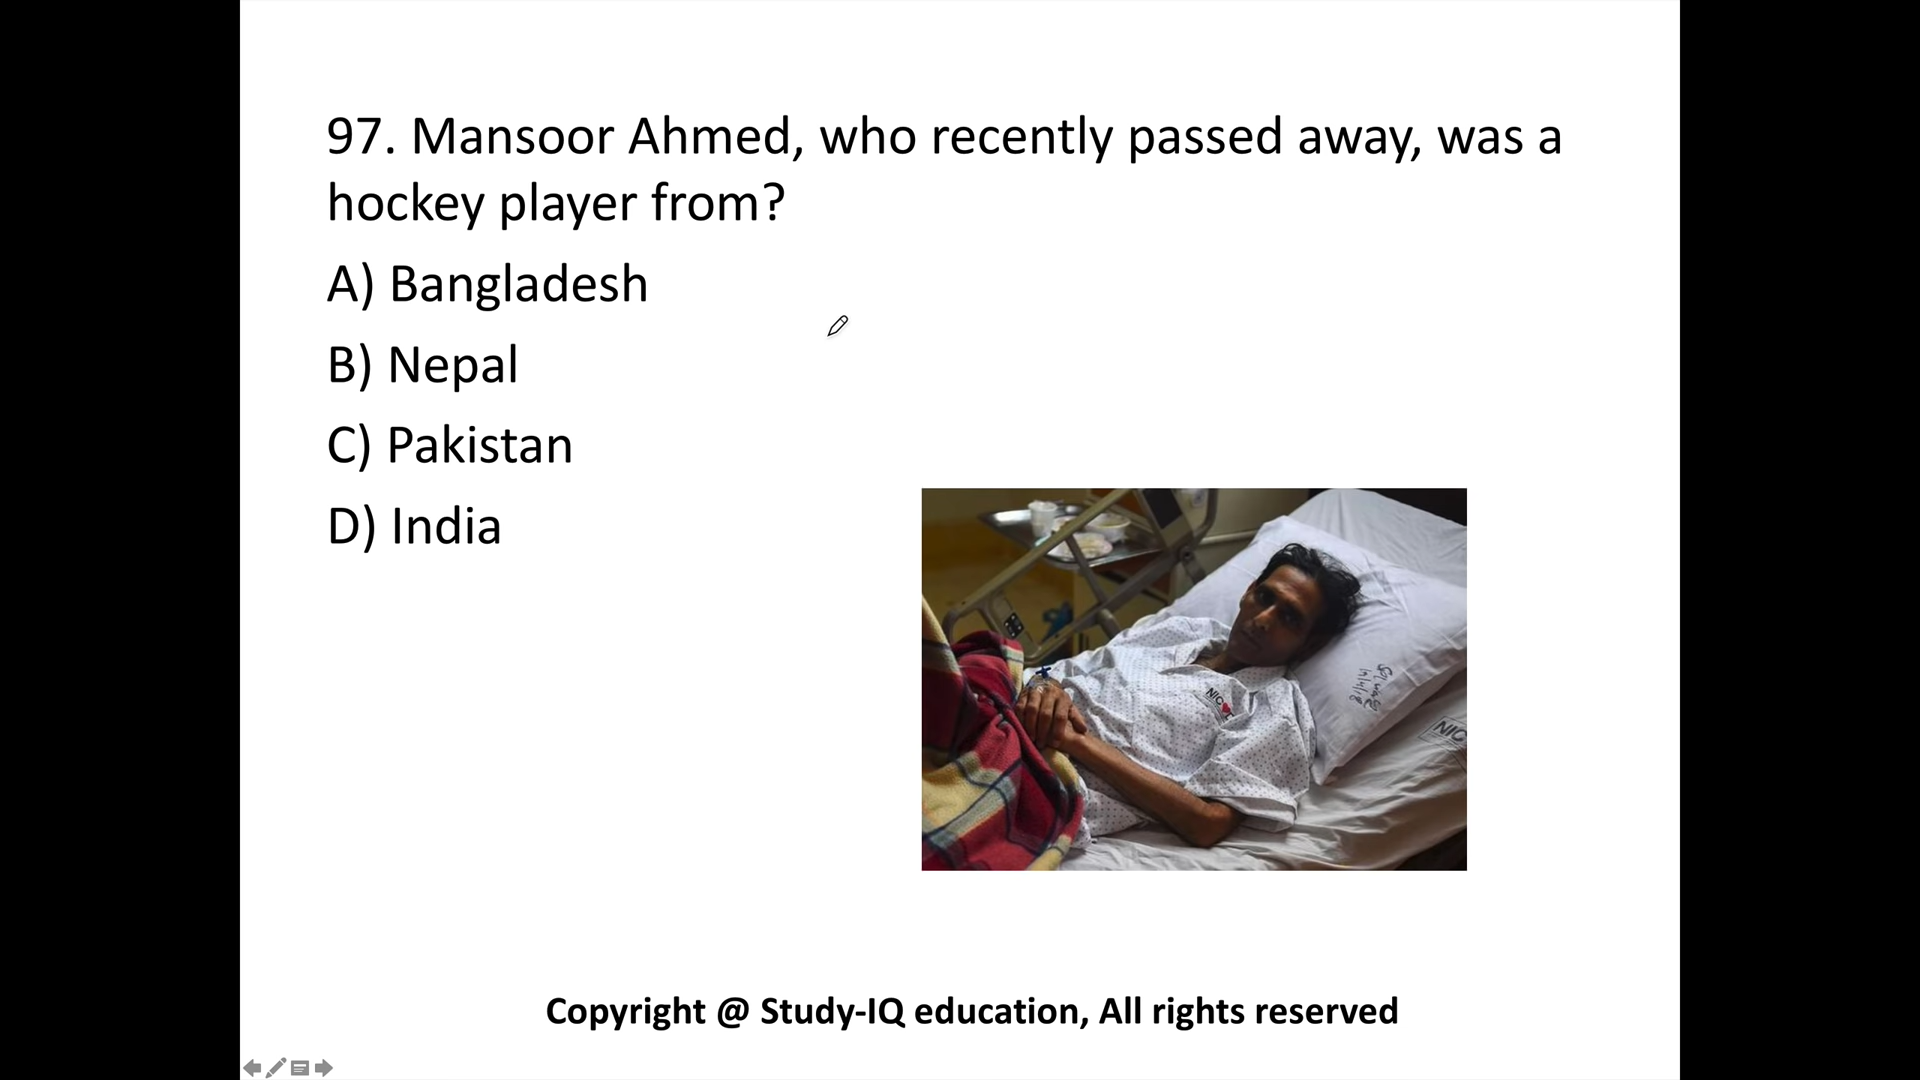 97. Mansoor Ahmed, who recently passed away, was a
hockey player from?
A) Bangladesh
B) Nepal
C) Pakistan
D) India
NIC
Copyright @ Study-IQ education, All rights reserved